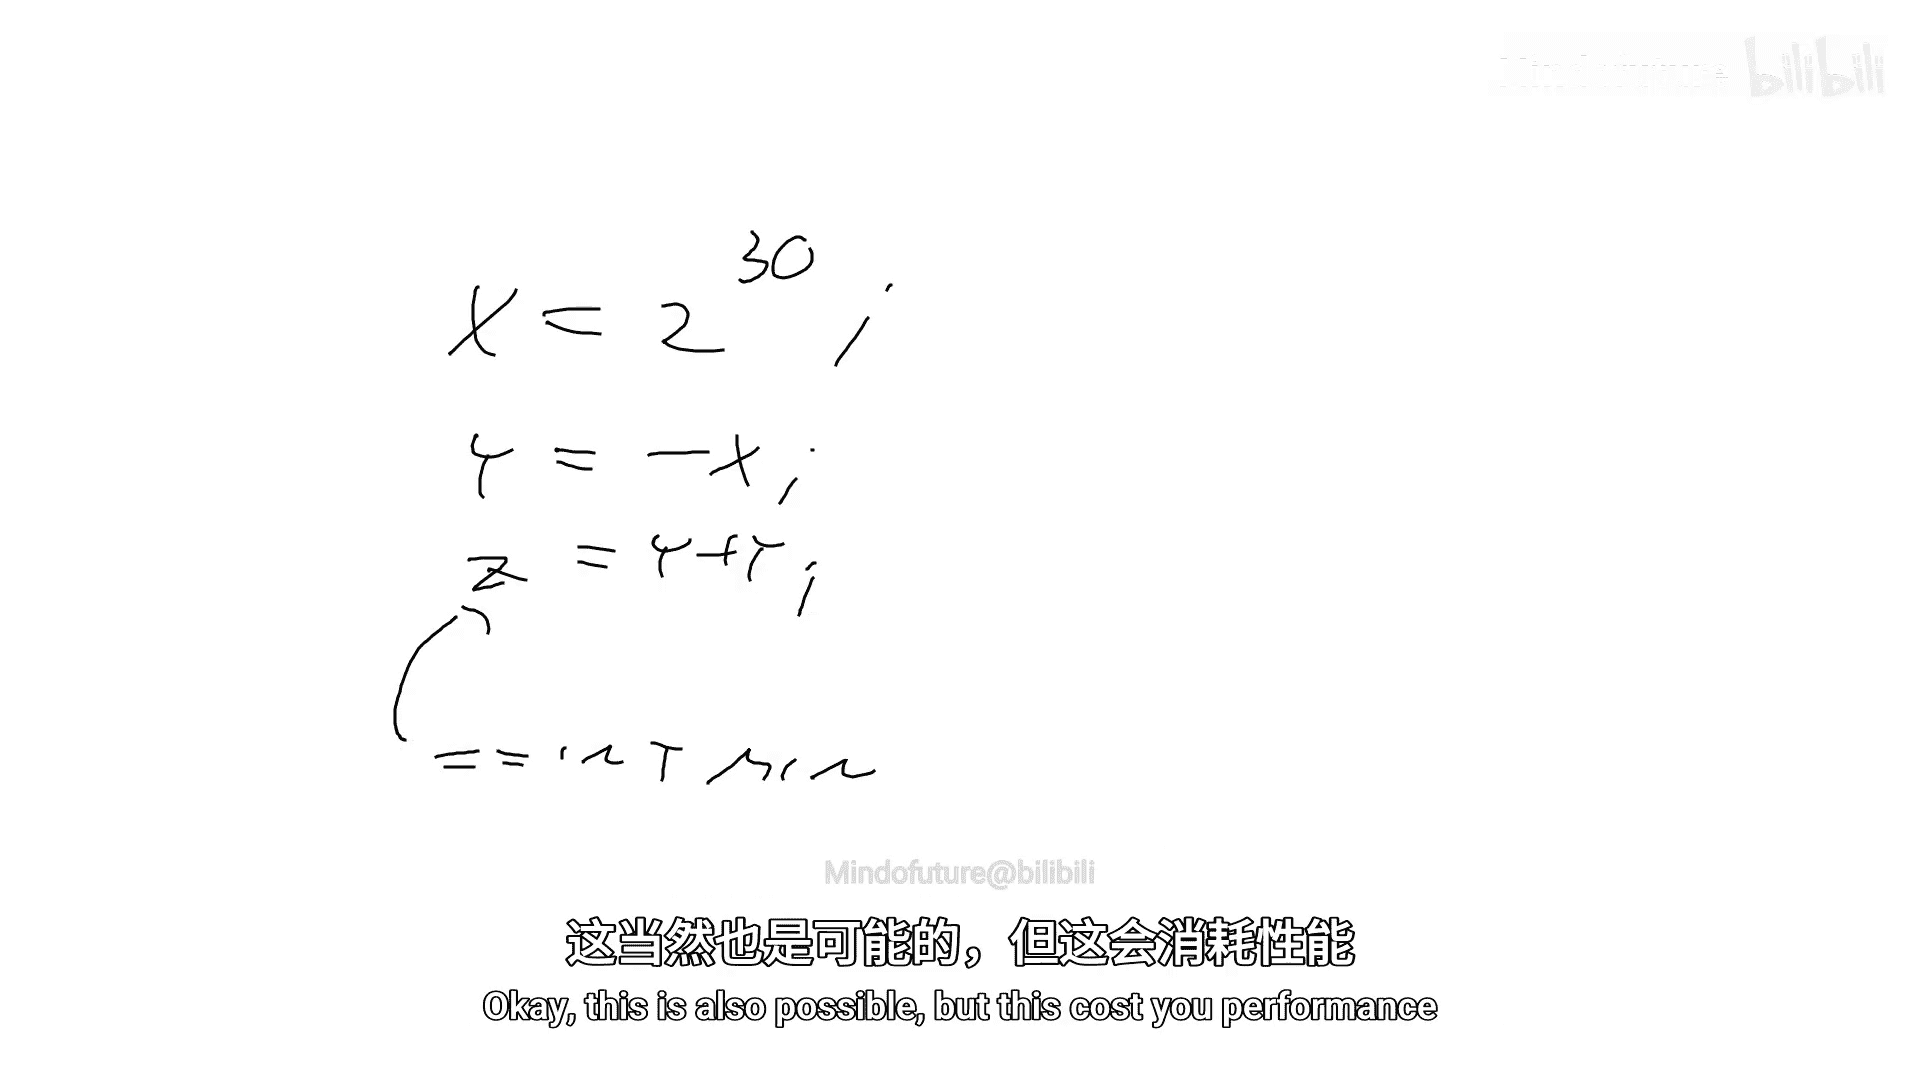 bilibili
X = 2^30;
Y = -X;
Z = Y+Y;
== INT MIN
Mindofuture@bilibili
这当然也是可能的，但这会消耗性能
Okay, this is also possible, but this cost you performance